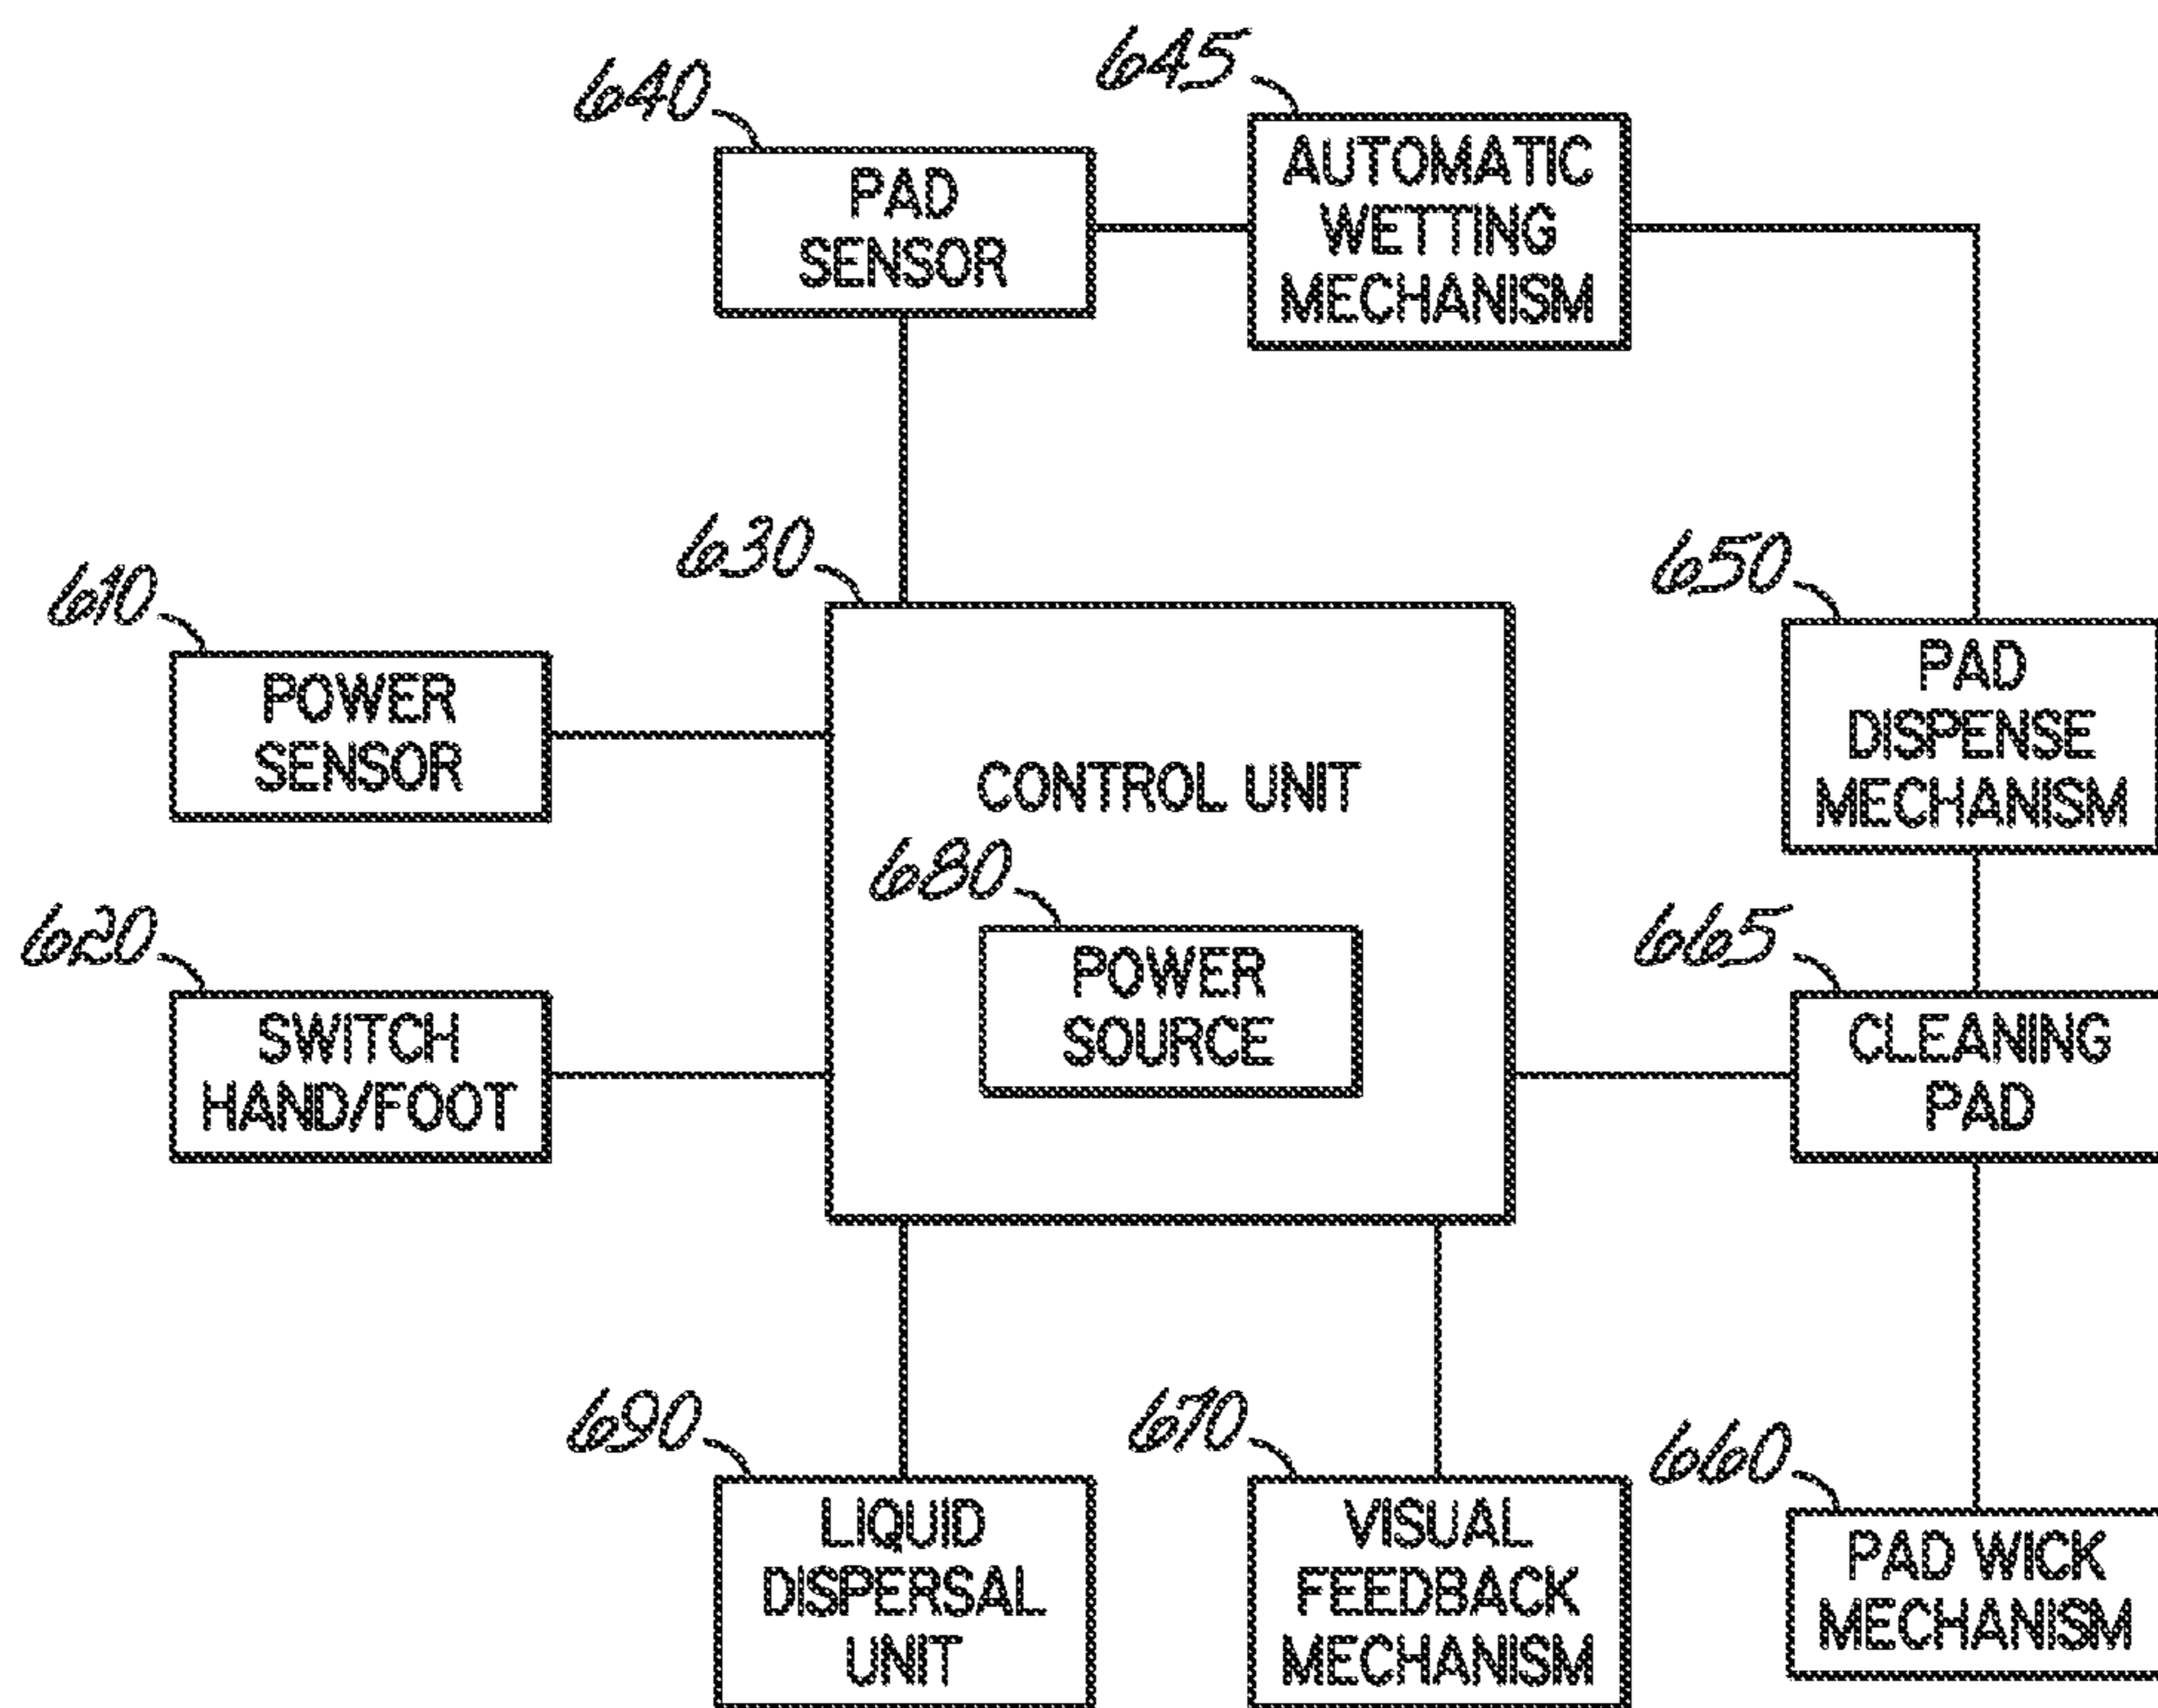 645
640
AUTOMATIC
WETTING
MECHANISM
PAD
SENSOR
630
650
610
PAD
DISPENSE
MECHANISM
POWER
SENSOR
CONTROL UNIT
680
620
665
POWER
SOURCE
SWITCH
HAND/FOOT
CLEANING
PAD
690
670
660
LIQUID
DISPERSAL
UNIT
VISUAL
FEEDBACK
MECHANISM
PAD WICK
MECHANISM